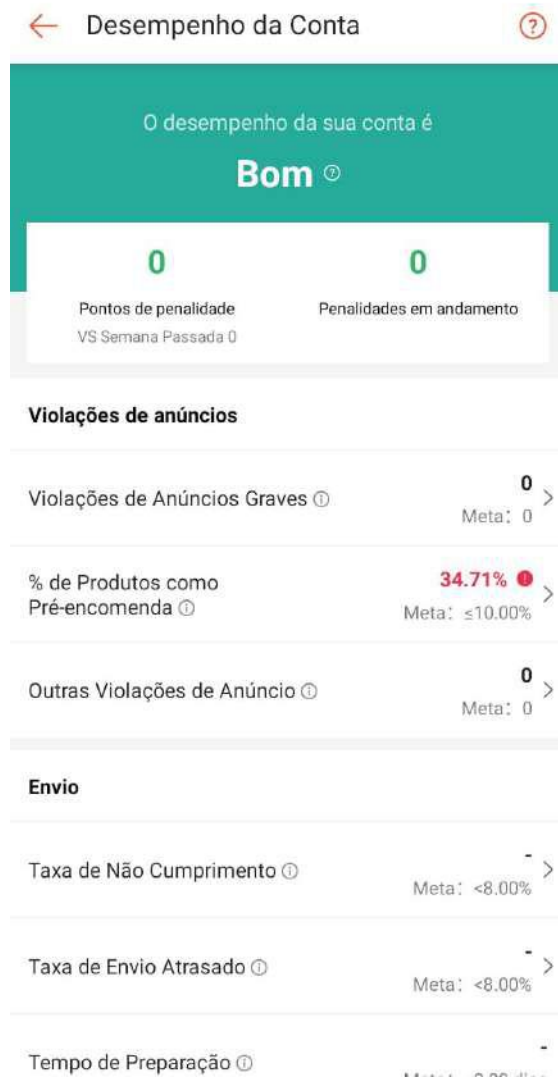 Desempenho da Conta
O desempenho da sua conta é
Bom
0
0
Pontos de penalidade
Penalidades em andamento
VS Semana Passada 0
Violações de anúncios
Violações de Anúncios Graves
0
Meta: 0
% de Produtos como
Pré-encomenda
34.71%
Meta: ≤10.00%
Outras Violações de Anúncio
0
Meta: 0
Envio
Taxa de Não Cumprimento
-
Meta: <8.00%
Taxa de Envio Atrasado
-
Meta: <8.00%
Tempo de Preparação
-